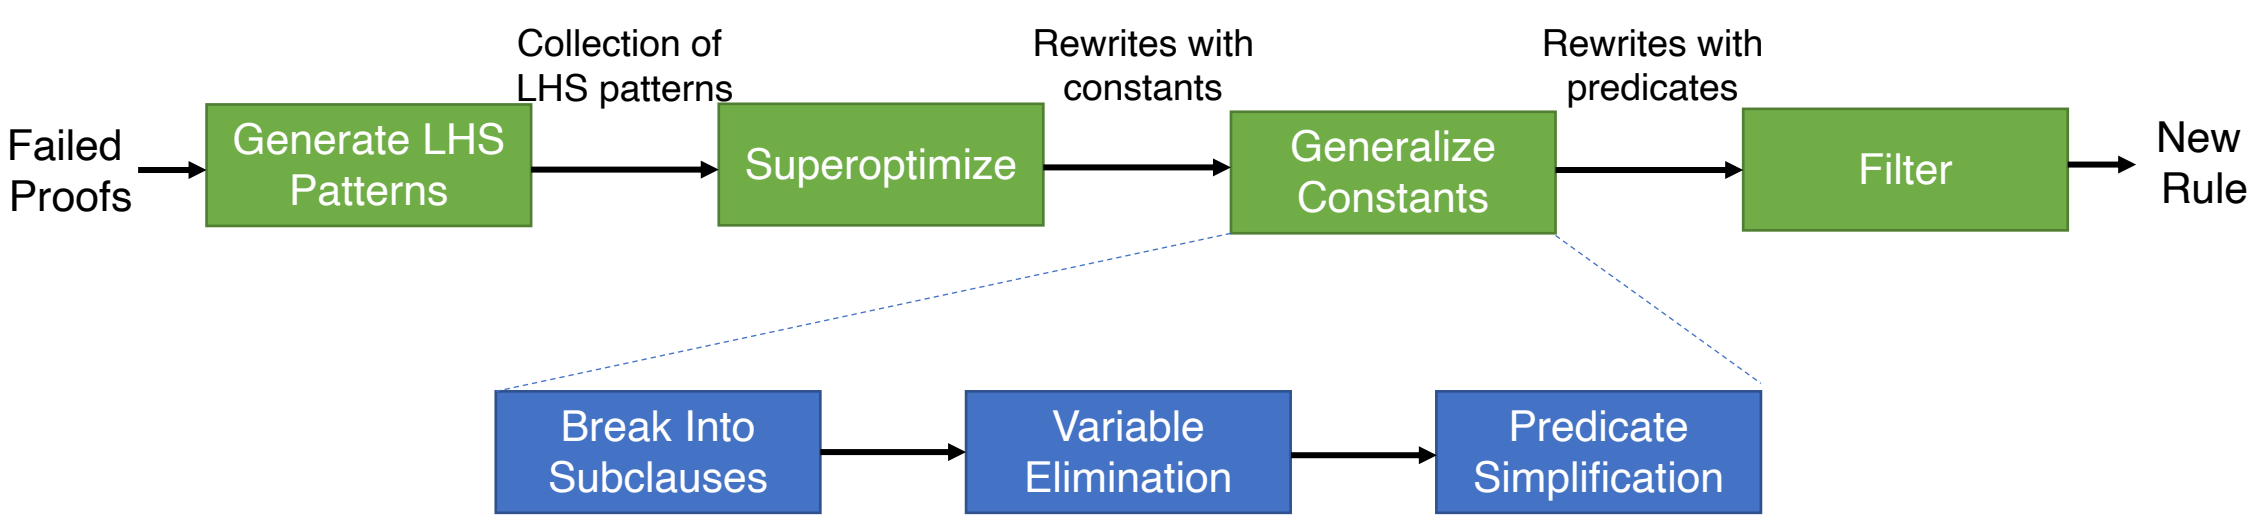 Failed
Proofs
Generate LHS
Patterns
Collection of
LHS patterns
Superoptimize
Rewrites with
constants
Generalize
Constants
Rewrites with
predicates
Filter
New
Rule
Break Into
Subclauses
Variable
Elimination
Predicate
Simplification